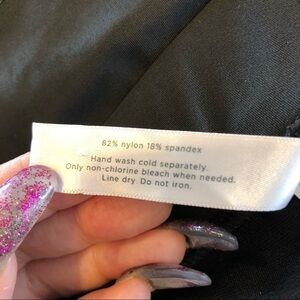 82% nylon 18% spandex
Hand wash cold separately.
Only non-chlorine bleach when needed.
Line dry. Do not iron.